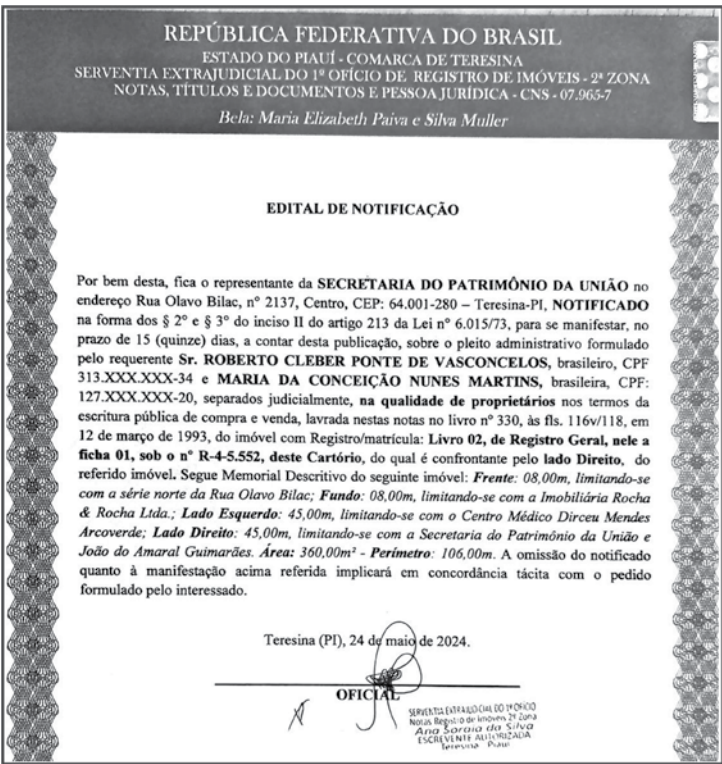 REPÚBLICA FEDERATIVA DO BRASIL
ESTADO DO PIAUÍ - COMARCA DE TERESINA
SERVENTIA EXTRAJUDICIAL DO 1º OFÍCIO DE REGISTRO DE IMÓVEIS - 2ª ZONA
NOTAS, TÍTULOS E DOCUMENTOS E PESSOA JURÍDICA - CNS - 07.965-7
Bela: Maria Elizabeth Paiva e Silva Muller
EDITAL DE NOTIFICAÇÃO
Por bem desta, fica o representante da SECRETARIA DO PATRIMÔNIO DA UNIÃO no
endereço Rua Olavo Bilac, nº 2137, Centro, CEP: 64.001-280 – Teresina-PI, NOTIFICADO
na forma dos § 2º e § 3º do inciso II do artigo 213 da Lei nº 6.015/73, para se manifestar, no
prazo de 15 (quinze) dias, a contar desta publicação, sobre o pleito administrativo formulado
pelo requerente Sr. ROBERTO CLEBER PONTE DE VASCONCELOS, brasileiro, CPF
313.XXX.XXX-34 e MARIA DA CONCEIÇÃO NUNES MARTINS, brasileira, CPF:
127.XXX.XXX-20, separados judicialmente, na qualidade de proprietários nos termos da
escritura pública de compra e venda, lavrada nestas notas no livro nº 330, às fls. 116v/118, em
12 de março de 1993, do imóvel com Registro/matrícula: Livro 02, de Registro Geral, nele a
ficha 01, sob o nº R-4-5.552, deste Cartório, do qual é confrontante pelo lado Direito, do
referido imóvel. Segue Memorial Descritivo do seguinte imóvel: Frente: 08,00m, limitando-se
com a série norte da Rua Olavo Bilac; Fundo: 08,00m, limitando-se com a Imobiliária Rocha
& Rocha Ltda.; Lado Esquerdo: 45,00m, limitando-se com o Centro Médico Dirceu Mendes
Arcoverde; Lado Direito: 45,00m, limitando-se com a Secretaria do Patrimônio da União e
João do Amaral Guimarães. Área: 360,00m² - Perímetro: 106,00m. A omissão do notificado
quanto à manifestação acima referida implicará em concordância tácita com o pedido
formulado pelo interessado.
Teresina (PI), 24 de maio de 2024.
OFICIAL
SERVENTIA EXTRAJUDICIAL DO 1º OFÍCIO
Notas Registro de Imóveis 2ª Zona
Ana Soraia da Silva
ESCREVENTE AUTORIZADA
Teresina Piauí